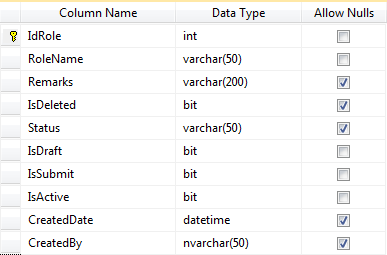 Column Name Data Type Allow Nulls
IdRole int
RoleName varchar(50)
Remarks varchar(200)
IsDeleted bit
Status varchar(50)
IsDraft bit
IsSubmit bit
IsActive bit
CreatedDate datetime
CreatedBy nvarchar(50)